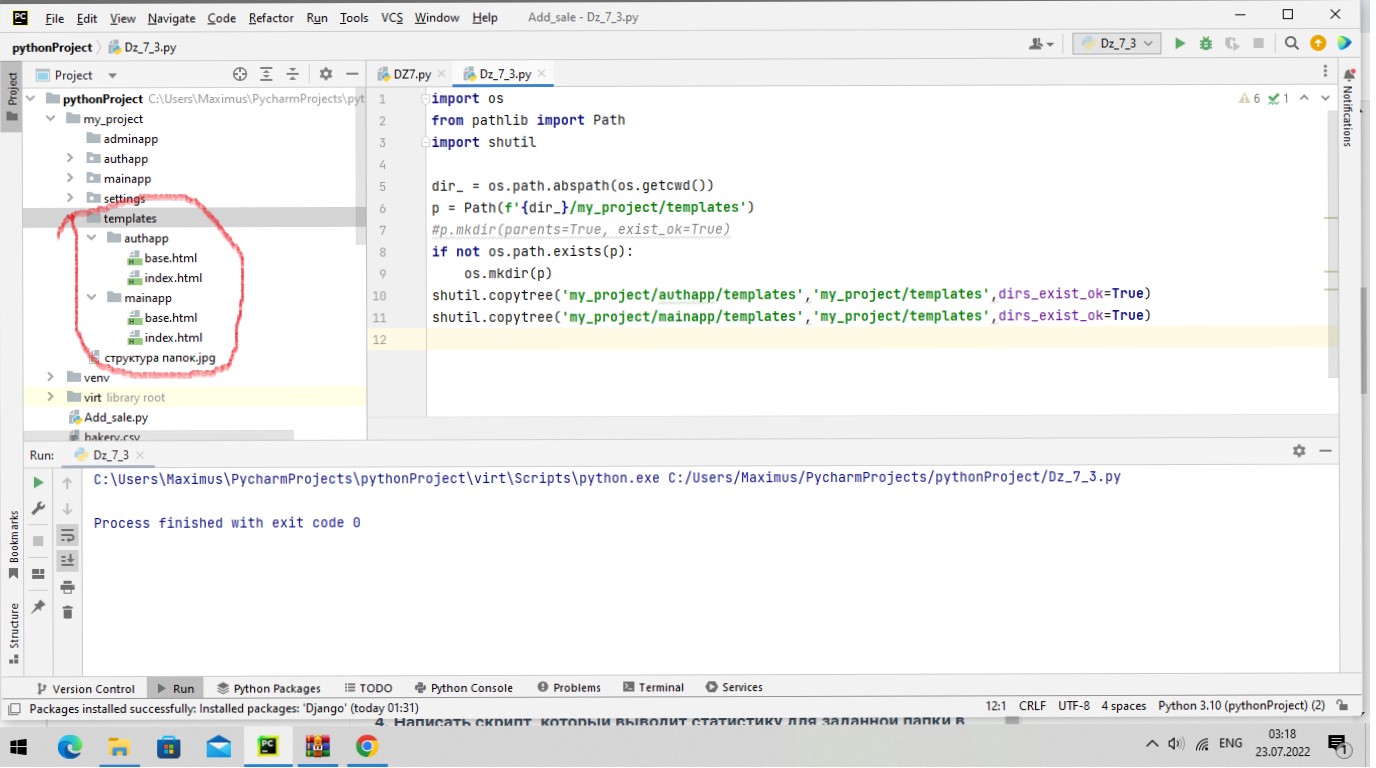 PC File Edit View Navigate Code Refactor Run Tools VCS Window Help Add_sale - Dz_7_3.py
pythonProject Dz_7_3.py Dz_7_3
Project Project DZ7.py Dz_7_3.py Notifications
pythonProject C:\Users\Maximus\PycharmProjects\pyt
my_project
adminapp
authapp
mainapp
settings
templates
authapp
base.html
index.html
mainapp
base.html
index.html
структура папок.jpg
venv
virt library root
Add_sale.py
bakery.csv
6 1
1 import os
2 from pathlib import Path
3 import shutil
4
5 dir_ = os.path.abspath(os.getcwd())
6 p = Path(f'{dir_}/my_project/templates')
7 #p.mkdir(parents=True, exist_ok=True)
8 if not os.path.exists(p):
9 os.mkdir(p)
10 shutil.copytree('my_project/authapp/templates','my_project/templates',dirs_exist_ok=True)
11 shutil.copytree('my_project/mainapp/templates','my_project/templates',dirs_exist_ok=True)
12
Run: Dz_7_3
C:\Users\Maximus\PycharmProjects\pythonProject\virt\Scripts\python.exe C:/Users/Maximus/PycharmProjects/pythonProject/Dz_7_3.py
Process finished with exit code 0
Bookmarks
Structure
Version Control Run Python Packages TODO Python Console Problems Terminal Services
Packages installed successfully: Installed packages: 'Django' (today 01:31) 12:1 CRLF UTF-8 4 spaces Python 3.10 (pythonProject) (2)
4. Написать скрипт, который выводит статистику для заданной папки в
PC ENG 03:18
23.07.2022 1